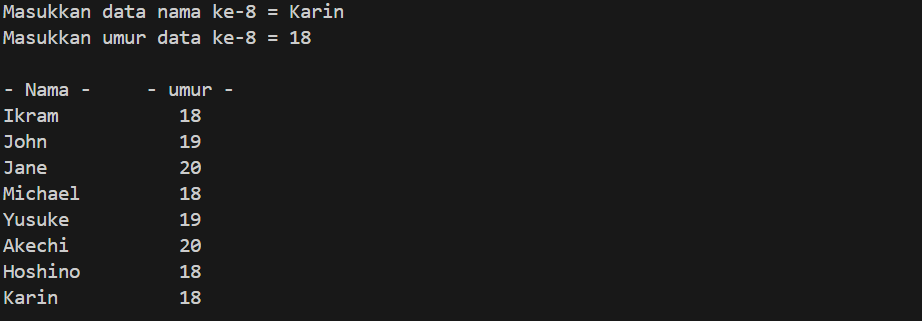 Masukkan data nama ke-8 = Karin
Masukkan umur data ke-8 = 18
- Nama -     - umur -
Ikram           18
John            19
Jane            20
Michael         18
Yusuke          19
Akechi          20
Hoshino         18
Karin           18